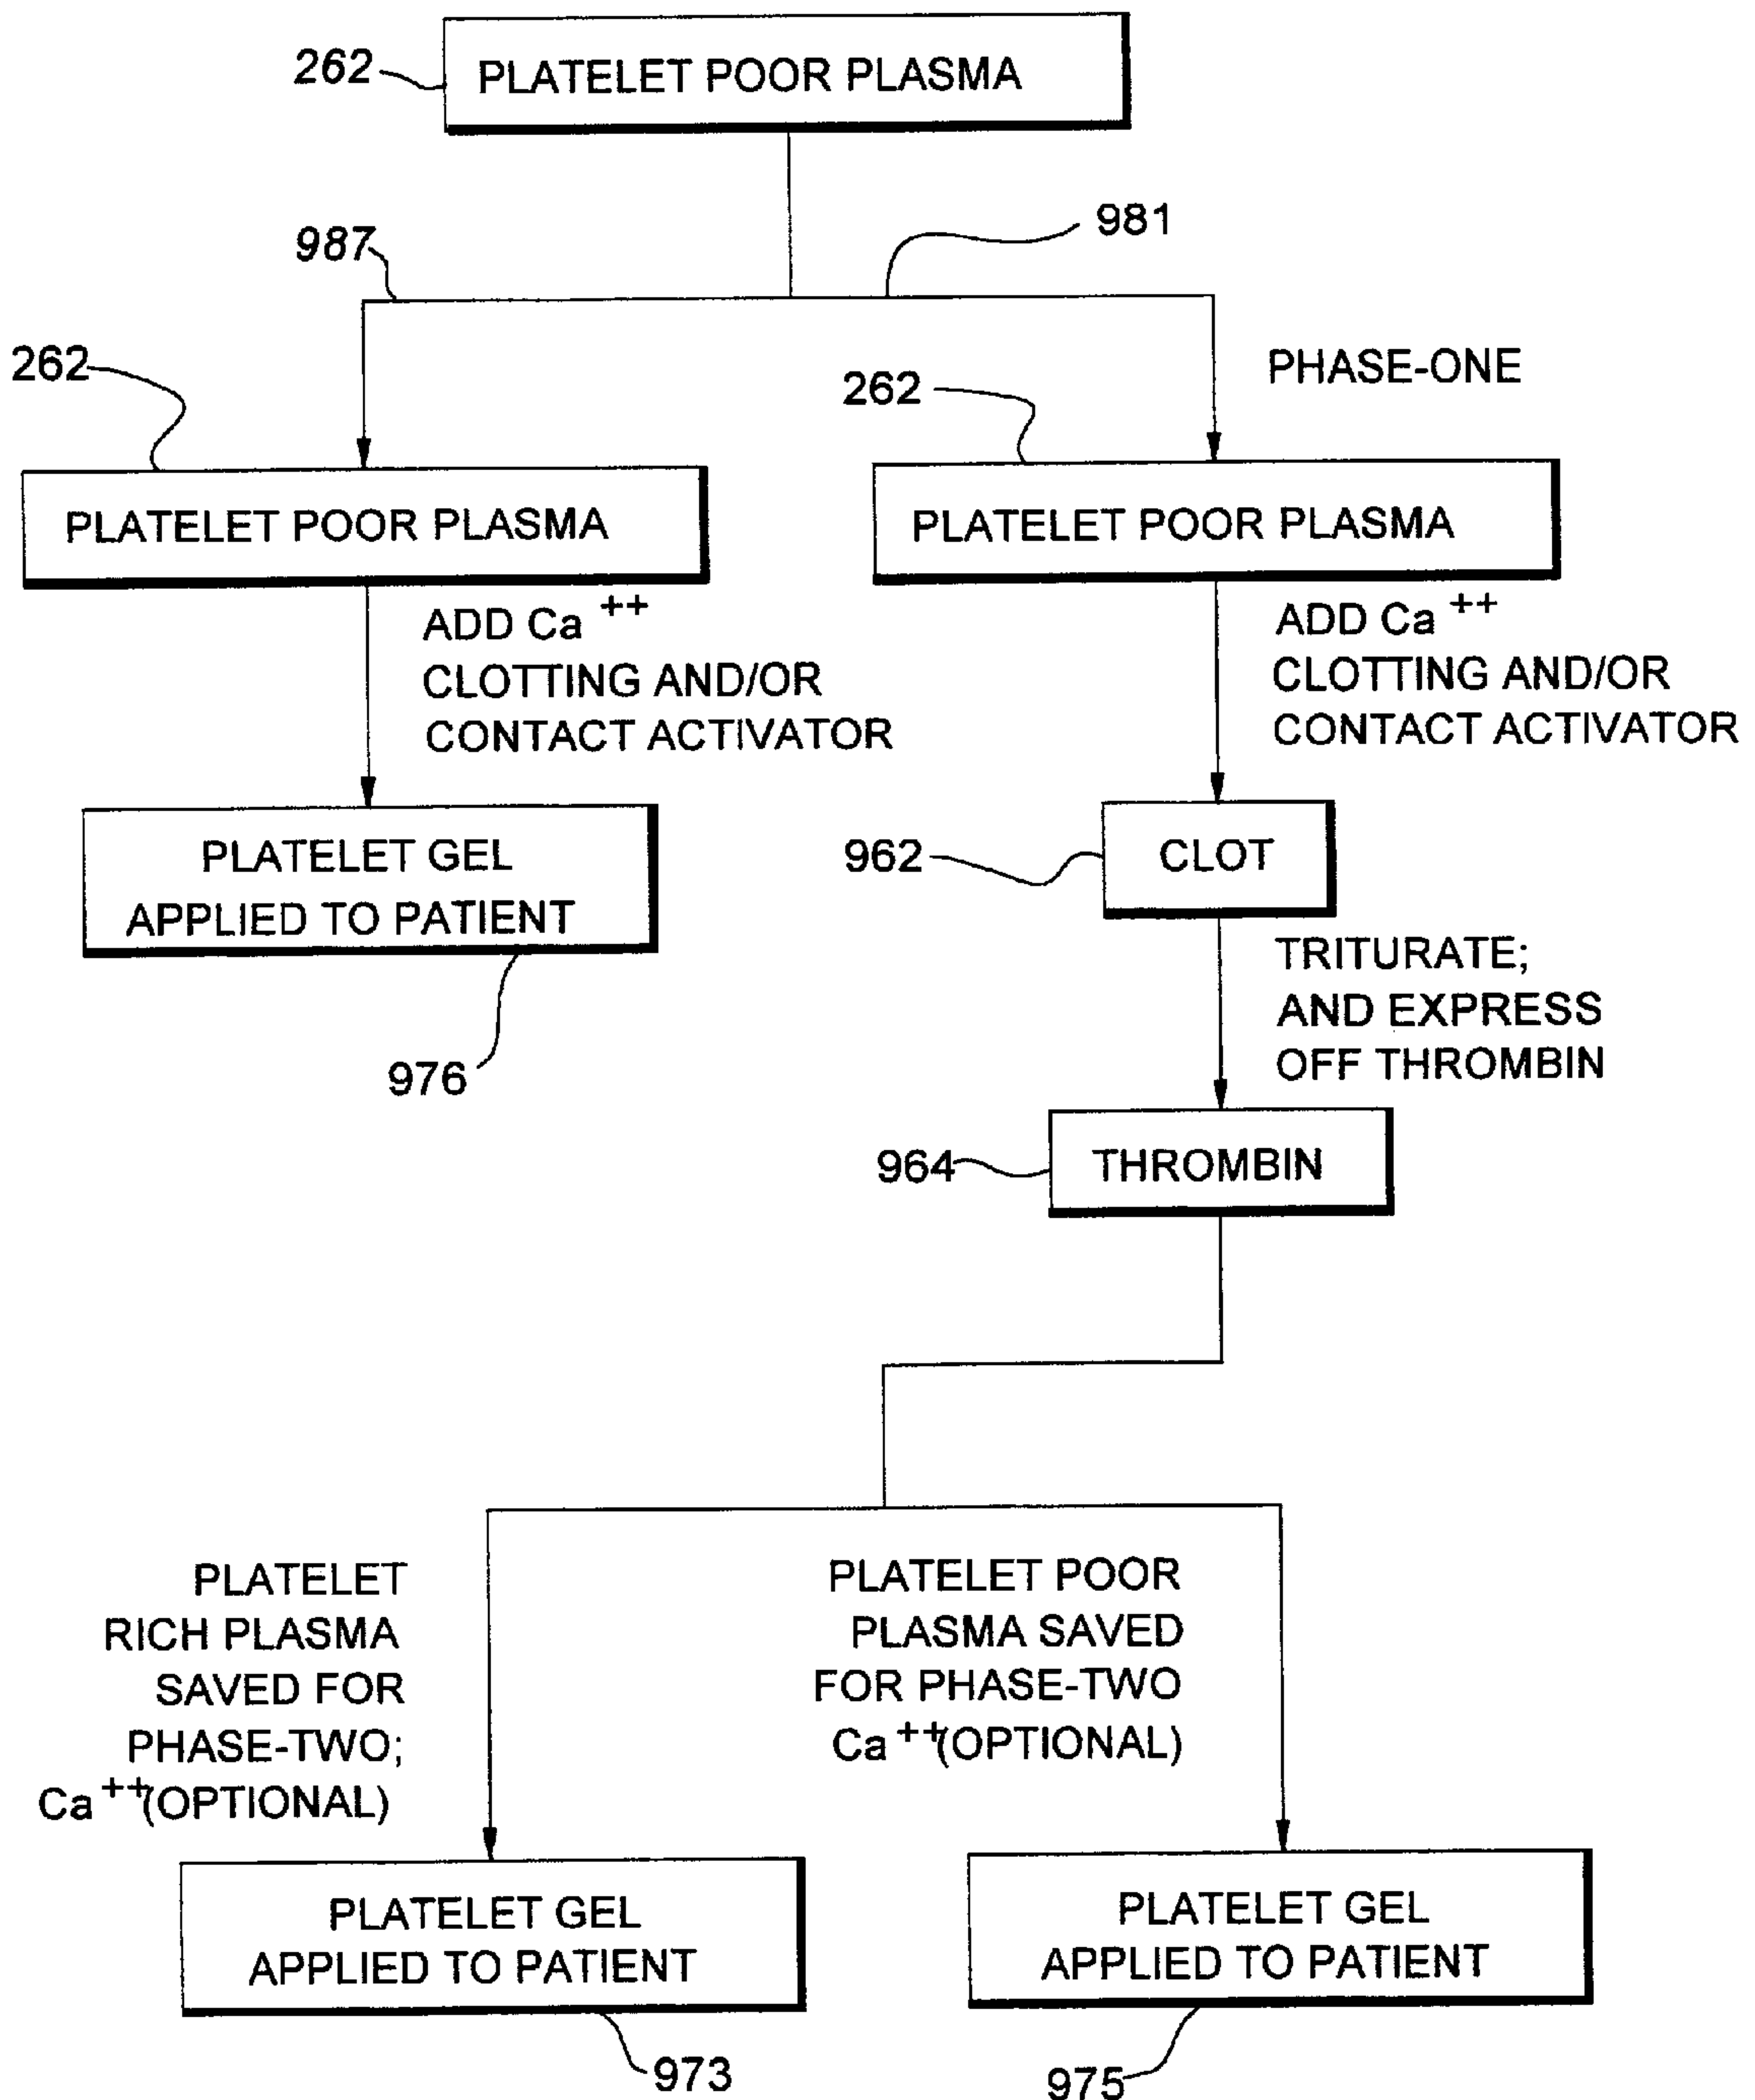 262
PLATELET POOR PLASMA
987
981
PHASE-ONE
262
262
PLATELET POOR PLASMA
PLATELET POOR PLASMA
ADD Ca ++
CLOTTING AND/OR
CONTACT ACTIVATOR
ADD Ca ++
CLOTTING AND/OR
CONTACT ACTIVATOR
PLATELET GEL
APPLIED TO PATIENT
976
962
CLOT
TRITURATE;
AND EXPRESS
OFF THROMBIN
964
THROMBIN
PLATELET
RICH PLASMA
SAVED FOR
PHASE-TWO;
Ca ++(OPTIONAL)
PLATELET POOR
PLASMA SAVED
FOR PHASE-TWO
Ca ++(OPTIONAL)
PLATELET GEL
APPLIED TO PATIENT
973
PLATELET GEL
APPLIED TO PATIENT
975